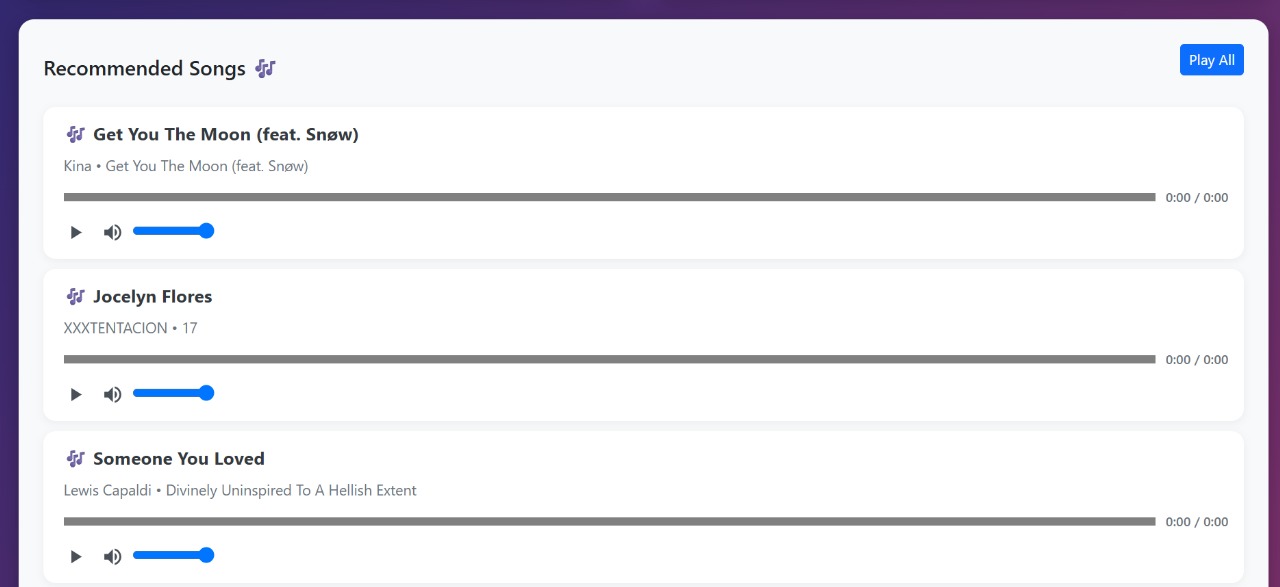 Recommended Songs 🎶
Play All
🎶 Get You The Moon (feat. Snøw)
Kina • Get You The Moon (feat. Snøw)
0:00 / 0:00
🎶 Jocelyn Flores
XXXTENTACION • 17
0:00 / 0:00
🎶 Someone You Loved
Lewis Capaldi • Divinely Uninspired To A Hellish Extent
0:00 / 0:00